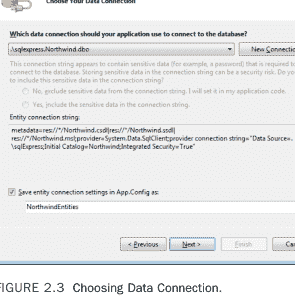 Choose Your Data Connection
Which data connection should your application use to connect to the database?
.\sqlexpress.Northwind.dbo
New Connectio
This connection string appears to contain sensitive data (for example, a password) that is required to
connect to the database. Storing sensitive data in the connection string can be a security risk. Do yo
to include this sensitive data in the connection string?
No, exclude sensitive data from the connection string. I will set it in my application code.
Yes, include the sensitive data in the connection string.
Entity connection string:
metadata=res://*/Northwind.csdl|res://*/Northwind.ssdl|
res://*/Northwind.msl;provider=System.Data.SqlClient;provider connection string="Data Source=.
\sqlExpress;Initial Catalog=Northwind;Integrated Security=True"
Save entity connection settings in App.Config as:
NorthwindEntities
< Previous
Next >
Finish
Ca
FIGURE 2.3 Choosing Data Connection.